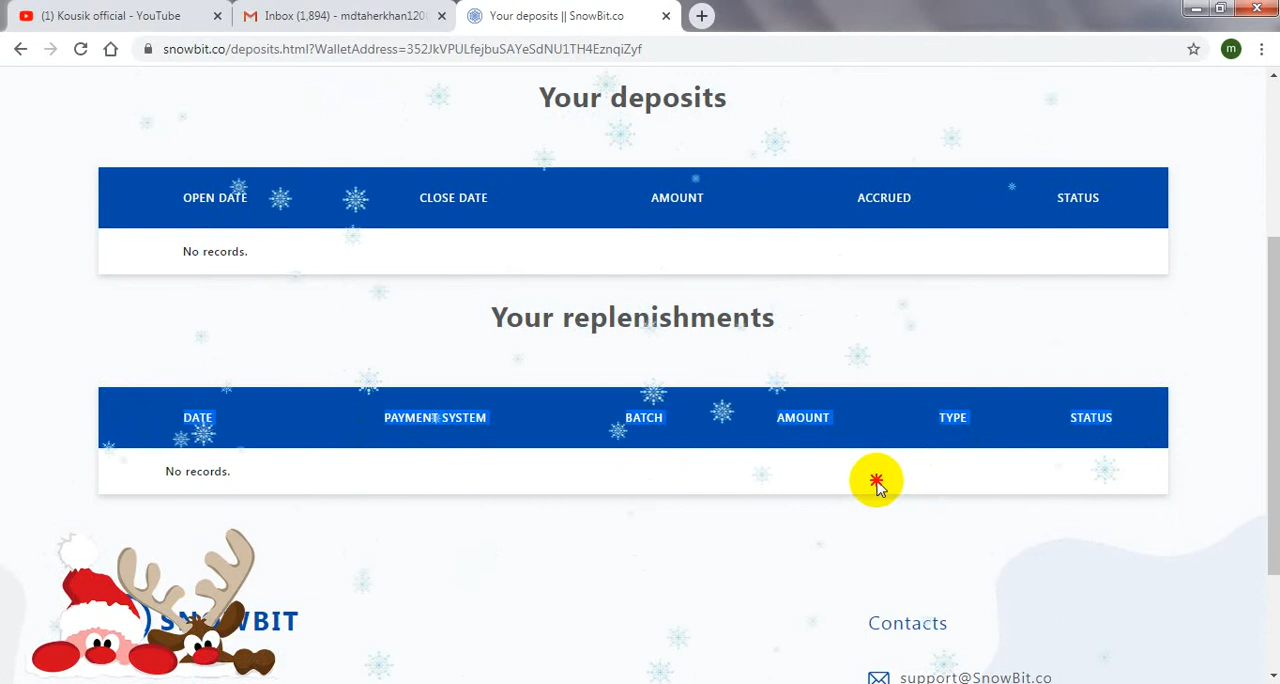 (1) Kousik official - YouTube
Inbox (1,894) - mdtaherkhan120
Your deposits || SnowBit.co
snowbit.co/deposits.html?WalletAddress=352JkVPULfejbuSAYeSdNU1TH4EznqiZyf
m
Your deposits
OPEN DATE CLOSE DATE AMOUNT ACCRUED STATUS
No records.
Your replenishments
DATE PAYMENT SYSTEM BATCH AMOUNT TYPE STATUS
No records.
SNOWBIT
Contacts
support@SnowBit.co